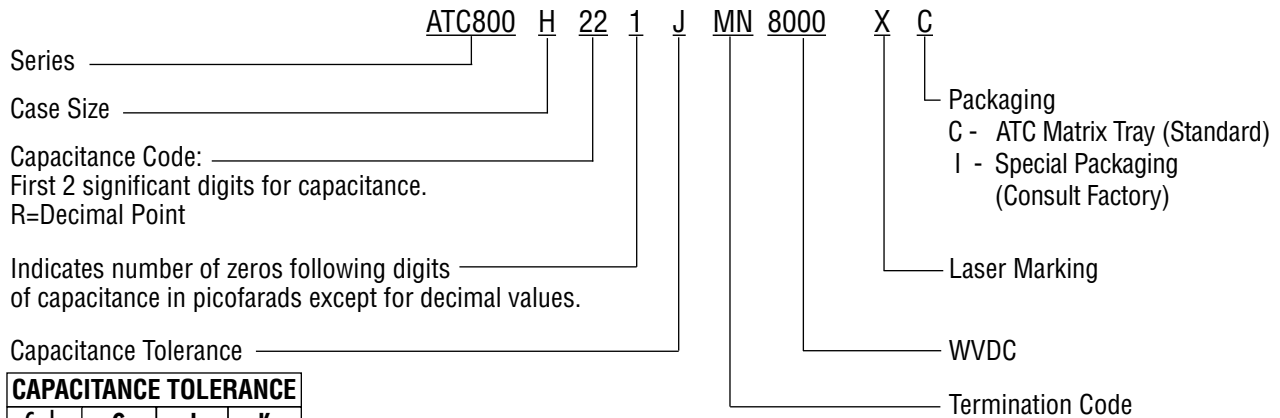 ATC800 H 22 1 J MN 8000 X C
Series
Case Size
Capacitance Code:
First 2 significant digits for capacitance.
R=Decimal Point
Indicates number of zeros following digits
of capacitance in picofarads except for decimal values.
Capacitance Tolerance
CAPACITANCE TOLERANCE
Packaging
C - ATC Matrix Tray (Standard)
I - Special Packaging
(Consult Factory)
Laser Marking
WVDC
Termination Code